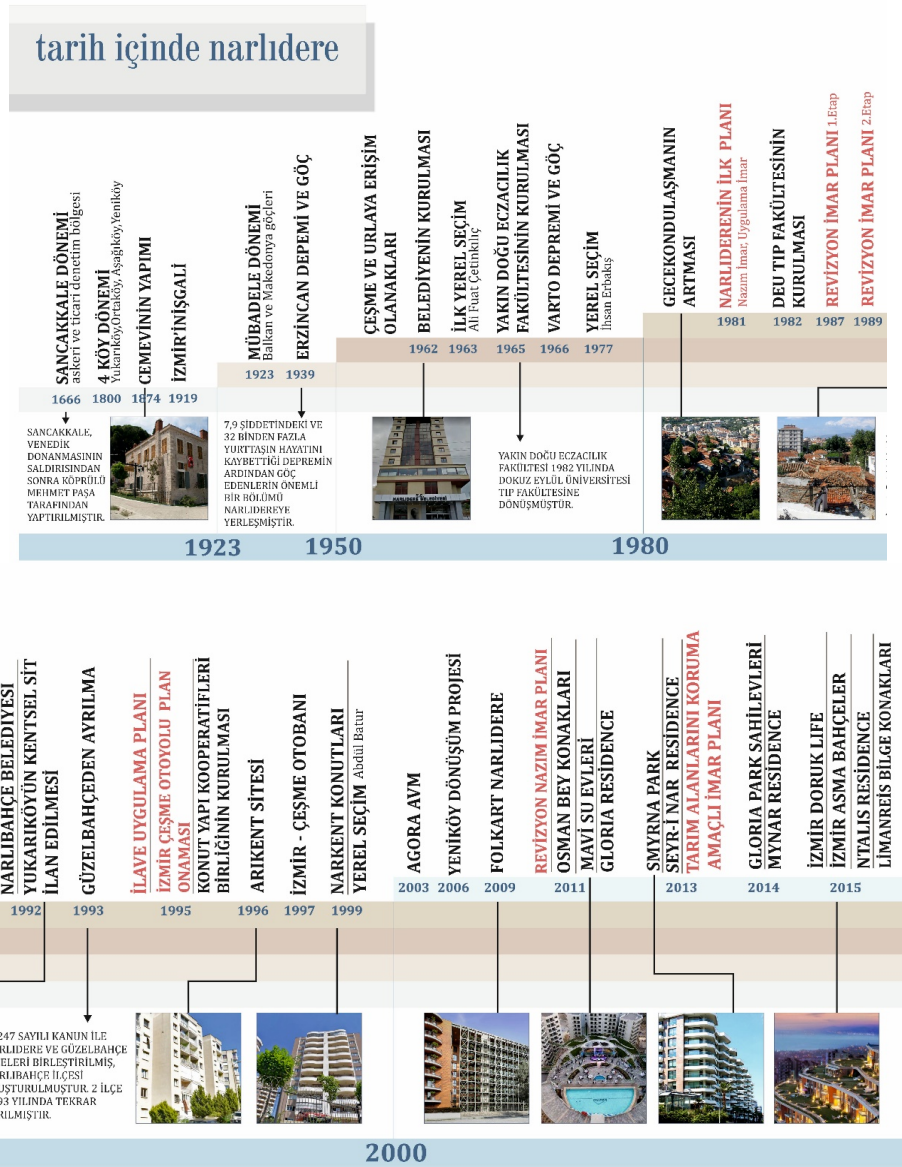 tarih içinde narlıdere
SANCAKKALE DÖNEMİ
askeri ve ticari denetim bölgesi
4 KÖY DÖNEMİ
Yukarıköy,Ortaköy, Aşağıköy,Yeniköy
CEMEVİNİN YAPIMI
İZMİR'İNİŞGALİ
MÜBADELE DÖNEMİ
Balkan ve Makedonya göçleri
ERZİNCAN DEPEMİ VE GÖÇ
ÇEŞME VE URLAYA ERİŞİM
OLANAKLARI
BELEDİYENİN KURULMASI
İLK YEREL SEÇİM
Ali Fuat Çetinkılıç
YAKIN DOĞU ECZACILIK
FAKÜLTESİNİN KURULMASI
VARTO DEPREMİ VE GÖÇ
YEREL SEÇİM
İhsan Erbakış
GECEKONDULAŞMANIN
ARTMASI
NARLIDERENİN İLK PLANI
Nazım İmar, Uygulama İmar
DEU TIP FAKÜLTESİNİN
KURULMASI
REVİZYON İMAR PLANI 1.Etap
REVİZYON İMAR PLANI 2.Etap
1666 1800 1874 1919
1923 1939
1962 1963 1965 1966 1977
1981 1982 1987 1989
SANCAKKALE,
VENEDİK
DONANMASININ
SALDIRISINDAN
SONRA KÖPRÜLÜ
MEHMET PAŞA
TARAFINDAN
YAPTIRILMIŞTIR.
7,9 ŞİDDETİNDEKİ VE
32 BİNDEN FAZLA
YURTTAŞIN HAYATINI
KAYBETTİĞİ DEPREMİN
ARDINDAN GÖÇ
EDENLERİN ÖNEMLİ
BİR BÖLÜMÜ
NARLIDEREYE
YERLEŞMİŞTİR.
NARLIDERE BELEDİYESİ
YAKIN DOĞU ECZACILIK
FAKÜLTESİ 1982 YILINDA
DOKUZ EYLÜL ÜNİVERSİTESİ
TIP FAKÜLTESİNE
DÖNÜŞMÜŞTÜR.
1923 1950 1980
NARLIBAHÇE BELEDİYESİ
YUKARIKÖYÜN KENTSEL SİT
İLAN EDİLMESİ
GÜZELBAHÇEDEN AYRILMA
İLAVE UYGULAMA PLANI
İZMİR ÇEŞME OTOYOLU PLAN
ONAMASI
KONUT YAPI KOOPERATİFLERİ
BİRLİĞİNİN KURULMASI
ARIKENT SİTESİ
İZMİR - ÇEŞME OTOBANI
NARKENT KONUTLARI
YEREL SEÇİM Abdül Batur
AGORA AVM
YENİKÖY DÖNÜŞÜM PROJESİ
FOLKART NARLIDERE
REVİZYON NAZIM İMAR PLANI
OSMAN BEY KONAKLARI
MAVİ SU EVLERİ
GLORIA RESİDENCE
SMYRNA PARK
SEYR-İ NAR RESİDENCE
TARIM ALANLARINI KORUMA
AMAÇLI İMAR PLANI
GLORIA PARK SAHİLEVLERİ
MYNAR RESİDENCE
İZMİR DORUK LIFE
İZMİR ASMA BAHÇELER
NTALIS RESİDENCE
LİMANREİS BİLGE KONAKLARI
1992 1993 1995 1996 1997 1999
2003 2006 2009 2011 2013 2014 2015
247 SAYILI KANUN İLE
RLIDERE VE GÜZELBAHÇE
ELERİ BİRLEŞTİRİLMİŞ,
RLIBAHÇE İLÇESİ
UŞTURULMUŞTUR. 2 İLÇE
93 YILINDA TEKRAR
RILMIŞTIR.
2000